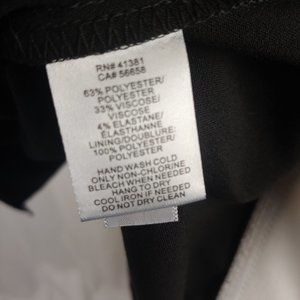 RN# 41381
CA# 56658
63% POLYESTER/
POLYESTER
33% VISCOSE/
VISCOSE
4% ELASTANE/
ÉLASTHANNE
LINING/DOUBLURE:
100% POLYESTER/
POLYESTER
HAND WASH COLD
ONLY NON-CHLORINE
BLEACH WHEN NEEDED
HANG TO DRY
COOL IRON IF NEEDED
DO NOT DRY CLEAN